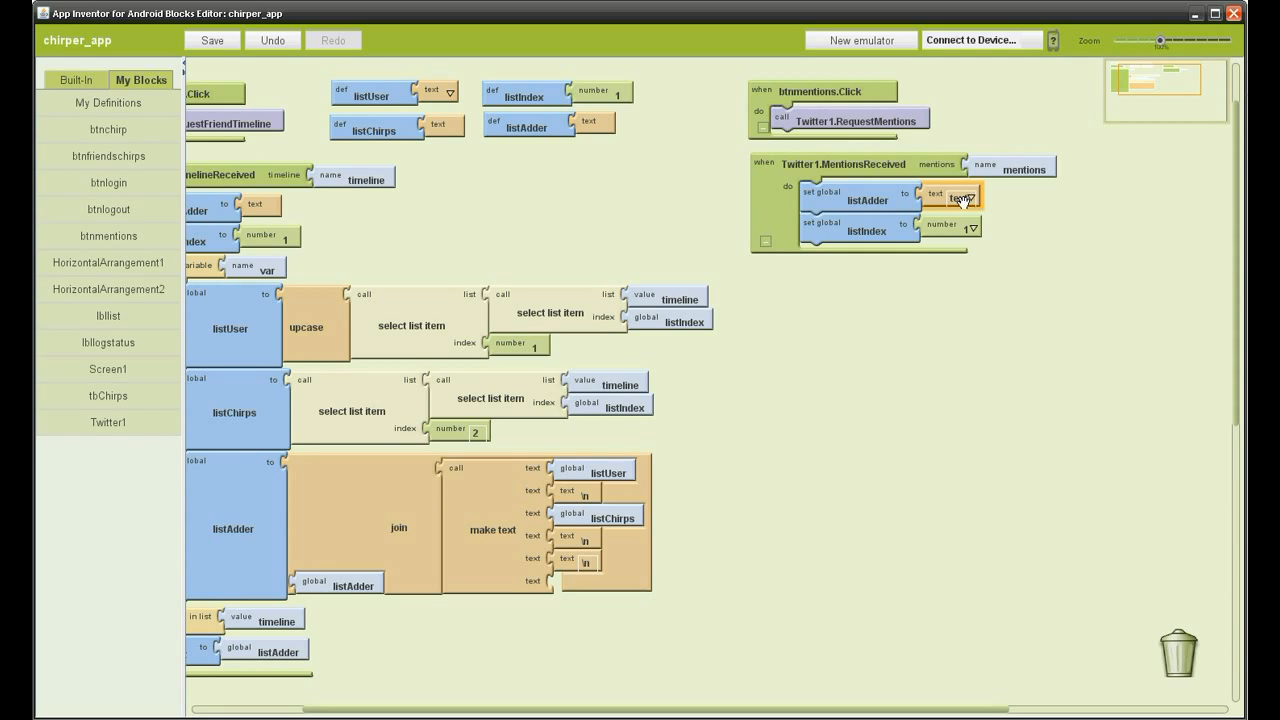 App Inventor for Android Blocks Editor: chirper_app
chirper_app
Save
Undo
Redo
New emulator
Connect to Device...
?
Zoom
100%
Built-In
My Blocks
My Definitions
btnchirp
btnfriendschirps
btnlogin
btnlogout
btnmentions
HorizontalArrangement1
HorizontalArrangement2
lbllist
lbllogstatus
Screen1
tbChirps
Twitter1
.Click
uestFriendTimeline
def listUser text
def listIndex number 1
def listChirps text
def listAdder text
when btnmentions.Click
do call Twitter1.RequestMentions
when Twitter1.MentionsReceived mentions name mentions
do set global listAdder to text
set global listIndex to number 1
nelineReceived timeline name timeline
dder to text
ndex to number 1
ariable name var
lobal listUser to upcase call select list item list call select list item list value timeline
index global listIndex
index number 1
lobal listChirps to call select list item list call select list item list value timeline
index global listIndex
index number 2
lobal listAdder to join call make text text global listUser
text text \n
text global listChirps
text text \n
text text \n
text
global listAdder
in list value timeline
to global listAdder